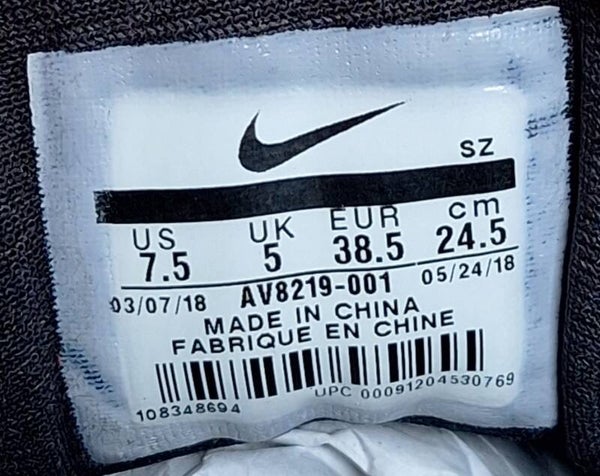 SZ
US UK EUR cm
7.5 5 38.5 24.5
03/07/18 AV8219-001 05/24/18
MADE IN CHINA
FABRIQUE EN CHINE
108348694 UPC 00091204530769